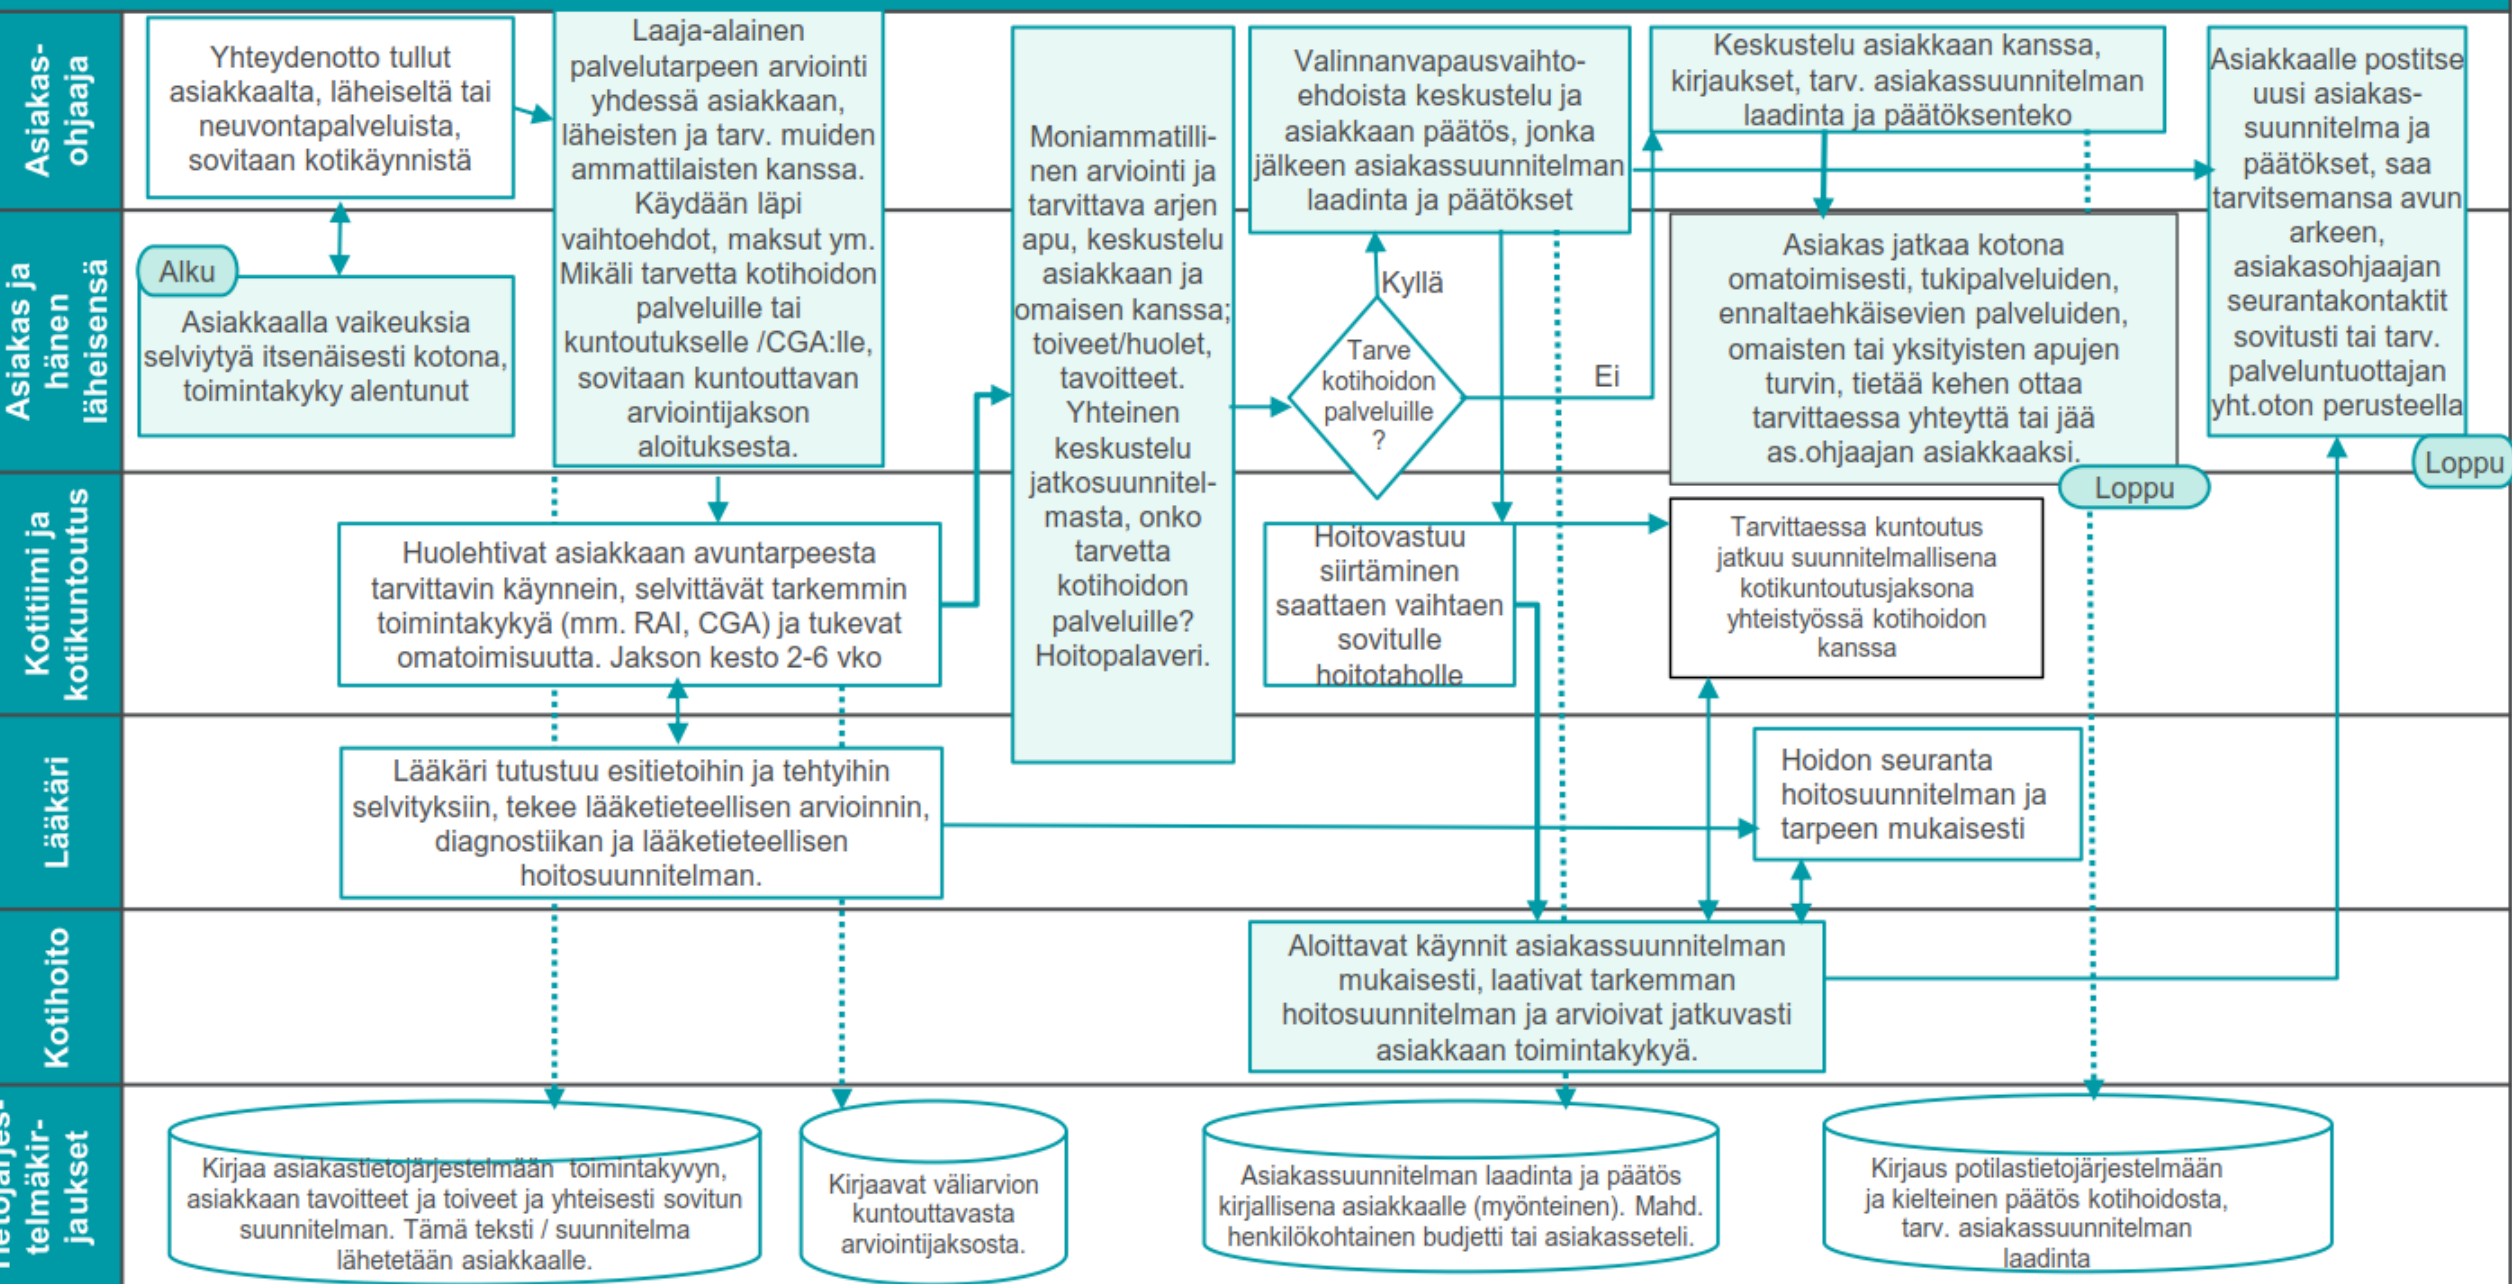 Asiakas-
ohjaaja
Yhteydenotto tullut
asiakkaalta, läheiseltä tai
neuvontapalveluista,
sovitaan kotikäynnistä
Laaja-alainen
palvelutarpeen arviointi
yhdessä asiakkaan,
läheisten ja tarv. muiden
ammattilaisten kanssa.
Käydään läpi
vaihtoehdot, maksut ym.
Mikäli tarvetta kotihoidon
palveluille tai
kuntoutukselle /CGA:lle,
sovitaan kuntouttavan
arviointijakson
aloituksesta.
Moniammatilli-
nen arviointi ja
tarvittava arjen
apu, keskustelu
asiakkaan ja
omaisen kanssa;
toiveet/huolet,
tavoitteet.
Yhteinen
keskustelu
jatkosuunnitel-
masta, onko
tarvetta
kotihoidon
palveluille?
Hoitopalaveri.
Valinnanvapausvaihto-
ehdoista keskustelu ja
asiakkaan päätös, jonka
jälkeen asiakassuunnitelman
laadinta ja päätökset
Keskustelu asiakkaan kanssa,
kirjaukset, tarv. asiakassuunnitelman
laadinta ja päätöksenteko
Asiakkaalle postitse
uusi asiakas-
suunnitelma ja
päätökset, saa
tarvitsemansa avun
arkeen,
asiakasohjaajan
seurantakontaktit
sovitusti tai tarv.
palveluntuottajan
yht.oton perusteella
Loppu
Asiakas ja
hänen
läheisensä
Alku
Asiakkaalla vaikeuksia
selviytyä itsenäisesti kotona,
toimintakyky alentunut
Kyllä
Tarve
kotihoidon
palveluille
?
Ei
Asiakas jatkaa kotona
omatoimisesti, tukipalveluiden,
ennaltaehkäisevien palveluiden,
omaisten tai yksityisten apujen
turvin, tietää kehen ottaa
tarvittaessa yhteyttä tai jää
as.ohjaajan asiakkaaksi.
Loppu
Kotitiimi ja
kotikuntoutus
Huolehtivat asiakkaan avuntarpeesta
tarvittavin käynnein, selvittävät tarkemmin
toimintakykyä (mm. RAI, CGA) ja tukevat
omatoimisuutta. Jakson kesto 2-6 vko
Hoitovastuu
siirtäminen
saattaen vaihtaen
sovitulle
hoitotaholle
Tarvittaessa kuntoutus
jatkuu suunnitelmallisena
kotikuntoutusjaksona
yhteistyössä kotihoidon
kanssa
Lääkäri
Lääkäri tutustuu esitietoihin ja tehtyihin
selvityksiin, tekee lääketieteellisen arvioinnin,
diagnostiikan ja lääketieteellisen
hoitosuunnitelman.
Hoidon seuranta
hoitosuunnitelman ja
tarpeen mukaisesti
Kotihoito
Aloittavat käynnit asiakassuunnitelman
mukaisesti, laativat tarkemman
hoitosuunnitelman ja arvioivat jatkuvasti
asiakkaan toimintakykyä.
telmäkir-
jaukset
Kirjaa asiakastietojärjestelmään toimintakyvyn,
asiakkaan tavoitteet ja toiveet ja yhteisesti sovitun
suunnitelman. Tämä teksti / suunnitelma
lähetetään asiakkaalle.
Kirjaavat väliarvion
kuntouttavasta
arviointijaksosta.
Asiakassuunnitelman laadinta ja päätös
kirjallisena asiakkaalle (myönteinen). Mahd.
henkilökohtainen budjetti tai asiakasseteli.
Kirjaus potilastietojärjestelmään
ja kielteinen päätös kotihoidosta,
tarv. asiakassuunnitelman
laadinta